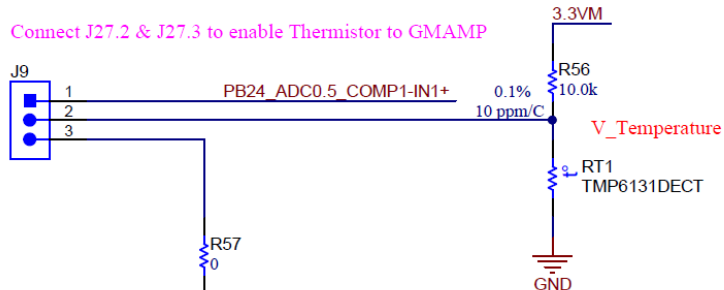 3.3VM
Connect J27.2 & J27.3 to enable Thermistor to GMAMP
J9
R56
1
PB24_ADC0.5_COMP1-IN1+
0.1%
10.0k
2
10 ppm/C
V_Temperature
3
t°
RT1
TMP6131DECT
R57
0
GND